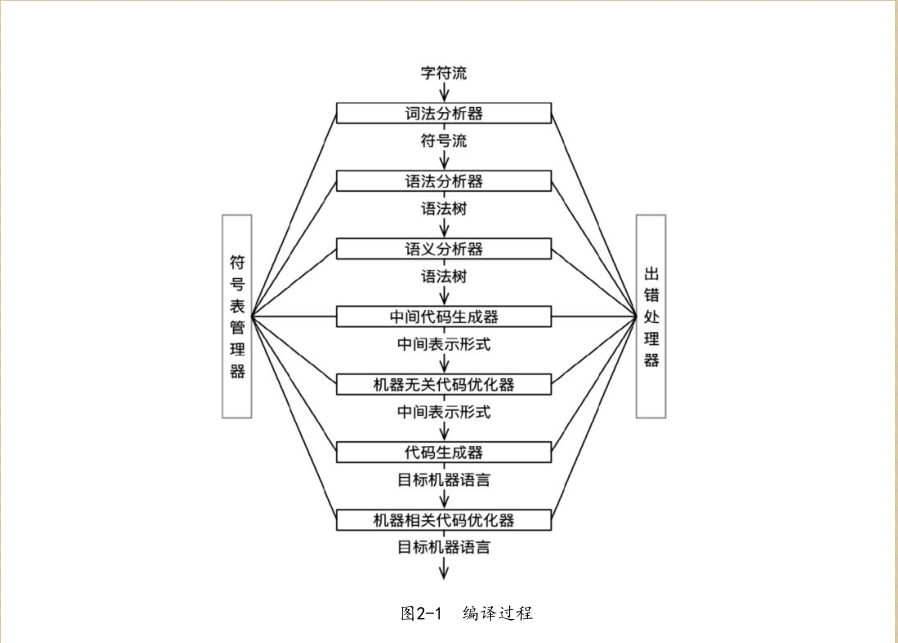 字符流
词法分析器
符号流
语法分析器
语法树
语义分析器
语法树
中间代码生成器
中间表示形式
机器无关代码优化器
中间表示形式
代码生成器
目标机器语言
机器相关代码优化器
目标机器语言
符号表管理器
出错处理器
图2-1 编译过程